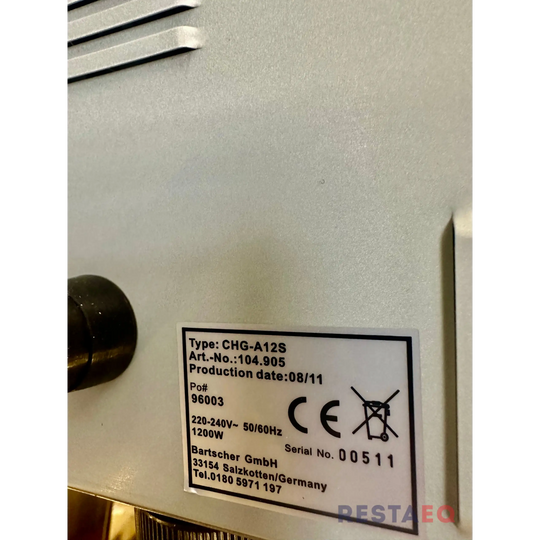 Type: CHG-A12S
Art.-No.:104.905
Production date:08/11
Po#
96003
220-240V~ 50/60Hz
1200W
CE
Serial No. 00511
Bartscher GmbH
33154 Salzkotten/Germany
Tel.0180 5971 197
RESTAEQ